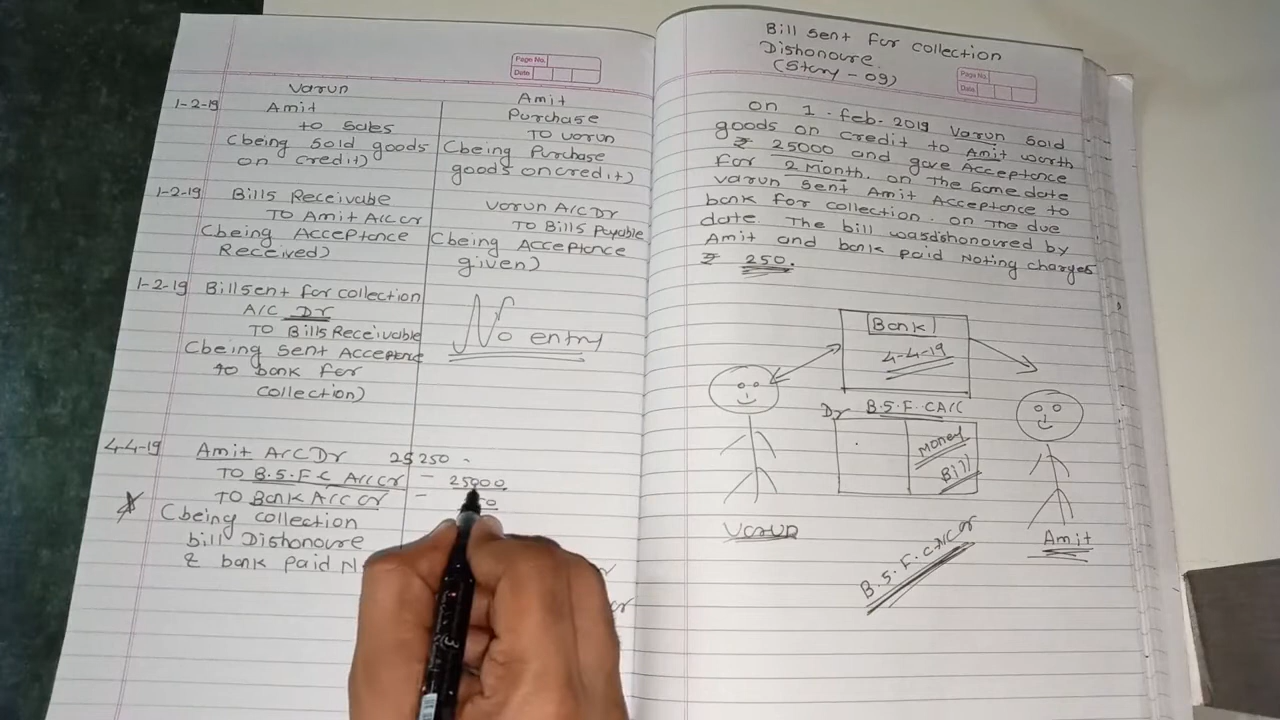 Page No.
Date
Varun
1-2-19 Amit
to sales
(being sold goods
on credit)
1-2-19 Bills Receivable
TO Amit A/C Cr
(being Acceptance
Received)
1-2-19 Bill sent for collection
A/C Dr
TO Bills Receivable
(being sent Acceptance
to bank for
collection)
4-4-19 Amit A/C Dr 25250 -
TO B.S.F.C A/C Cr - 25000
TO Bank A/C Cr -
(being collection
bill Dishonoure
& bank paid
Amit
Purchase
TO varun
(being Purchase
goods on credit)
Varun A/C Dr
TO Bills Payable
(being Acceptance
given)
No entry
Bill sent for collection
Dishonoure.
(Story - 09)
Page No.
Date
on 1. feb. 2019 Varun sold
goods on credit to Amit worth
₹ 25000 and gave Acceptance
for 2 Month. on the same date
varun sent Amit Acceptance to
bank for collection. on the due
date. The bill was dishonoured by
Amit and bank paid Noting charges
₹ 250.
Bank
4-4-19
Dr B.S.F.C A/C
Money
Bill
Varun
Amit
B.S.F.C A/C Cr